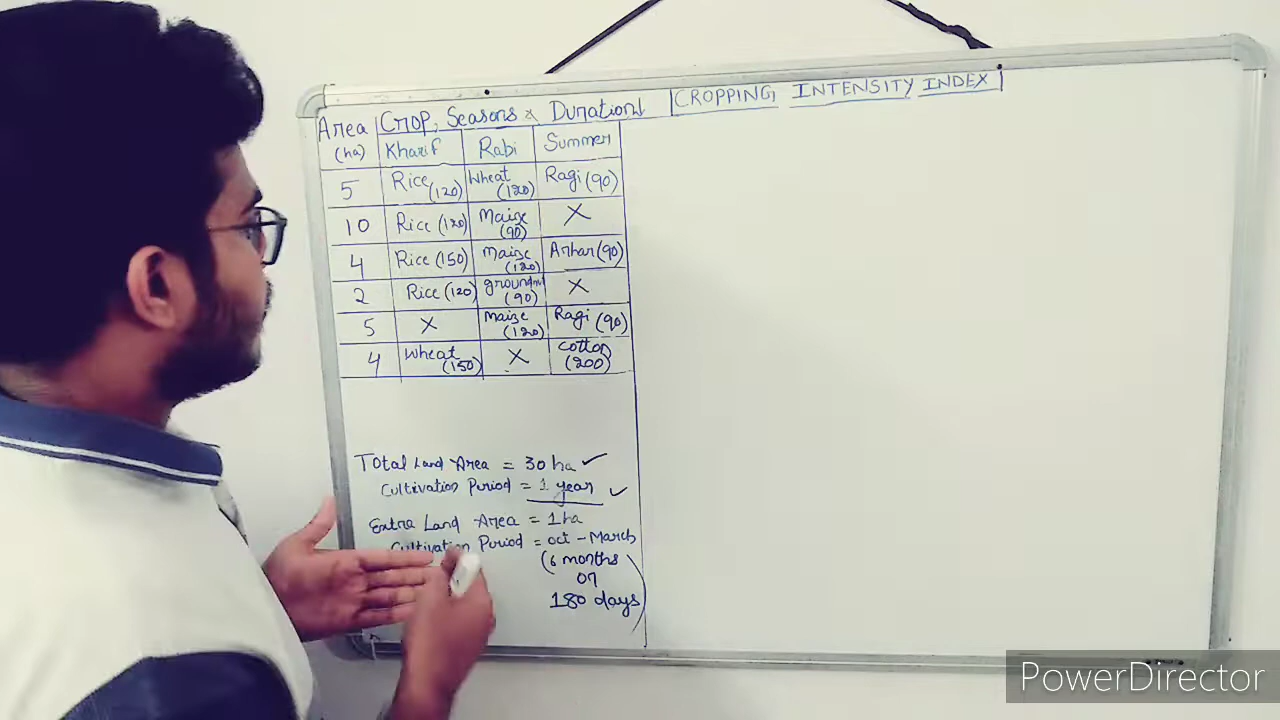 Area (ha) Crop, Seasons & Durations CROPPING INTENSITY INDEX
Kharif Rabi Summer
5 Rice (120) Wheat (120) Ragi (90)
10 Rice (120) Maize (90) X
4 Rice (150) Maize (120) Arhar (90)
2 Rice (120) groundnut (90) X
5 X Maize (120) Ragi (90)
4 Wheat (150) X Cotton (200)
Total Land Area = 30 ha ✓
Cultivation Period = 1 year ✓
Extra Land Area = 1ha
Cultivation Period = oct - March
(6 months
or
180 days)
PowerDirector